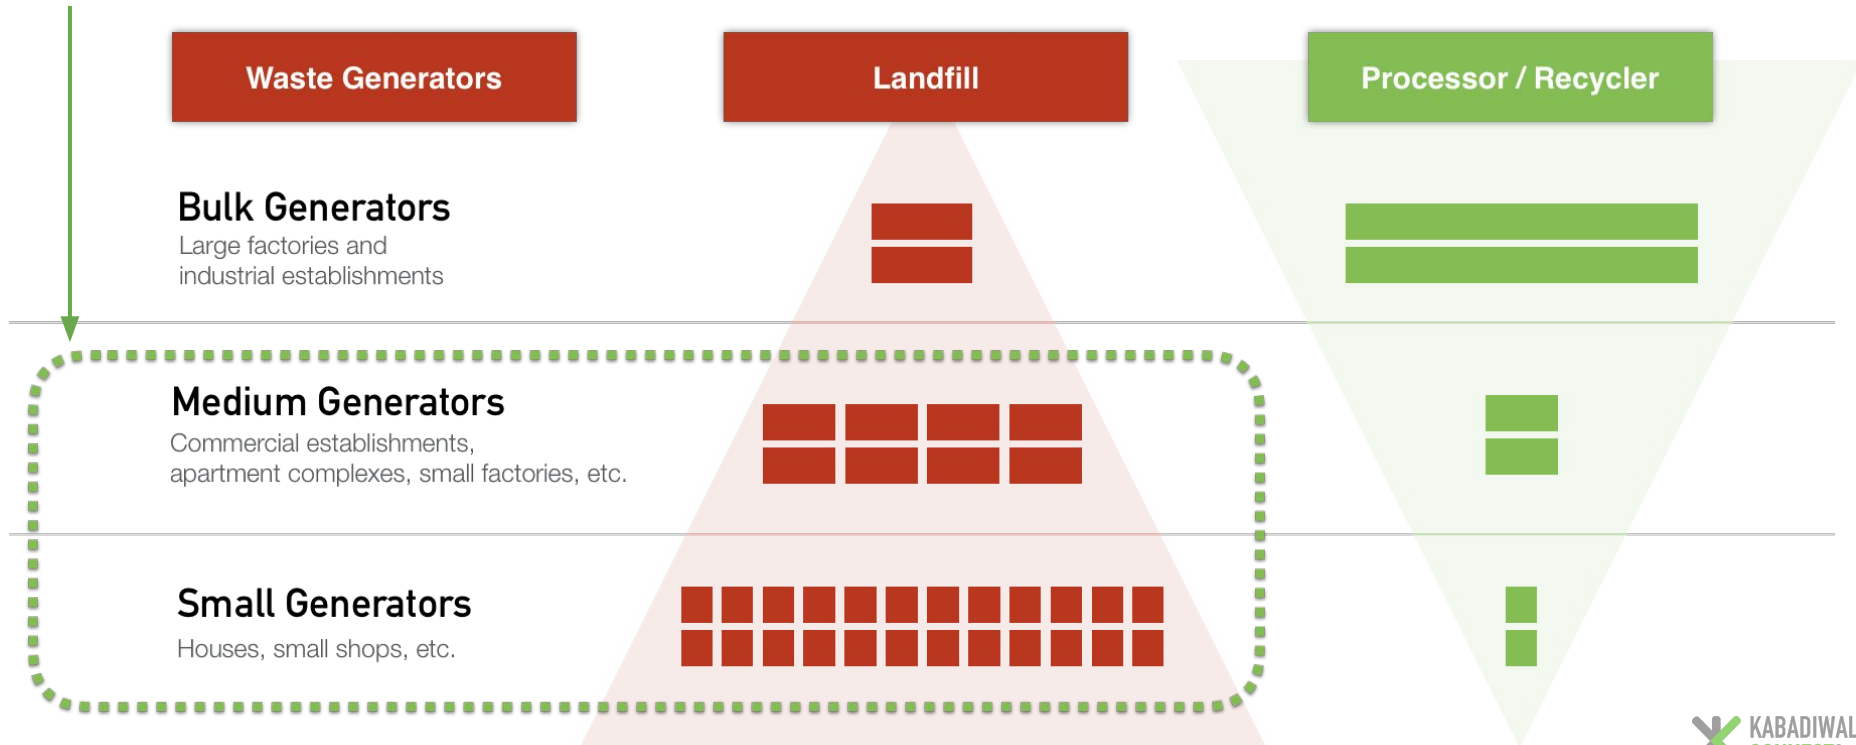 Waste Generators
Landfill
Processor / Recycler
Bulk Generators
Large factories and
industrial establishments
Medium Generators
Commercial establishments,
apartment complexes, small factories, etc.
Small Generators
Houses, small shops, etc.
KABADIWAL